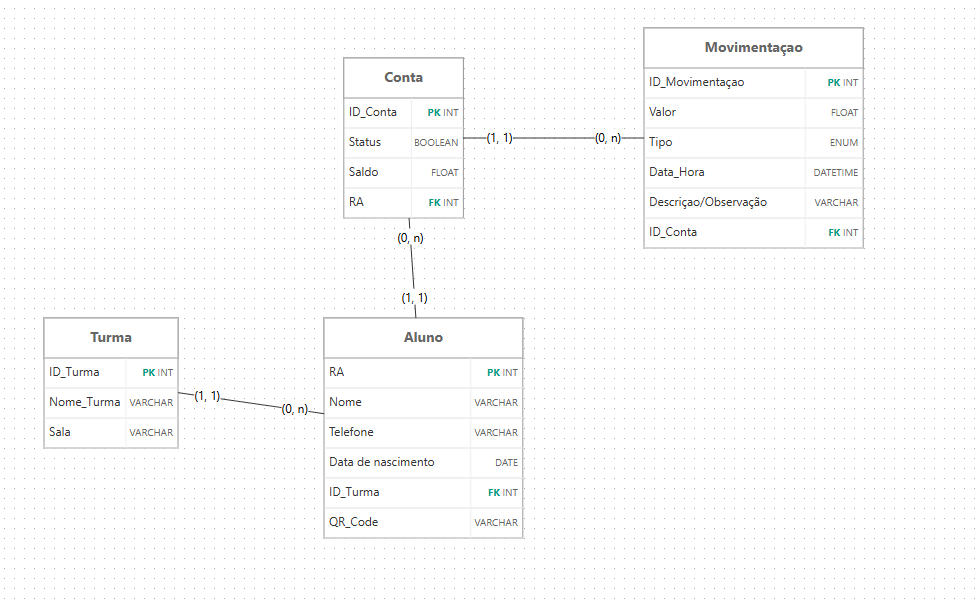 Movimentaçao
ID_Movimentaçao PK INT
Valor FLOAT
Tipo ENUM
Data_Hora DATETIME
Descriçao/Observação VARCHAR
ID_Conta FK INT
Conta
ID_Conta PK INT
Status BOOLEAN
Saldo FLOAT
RA FK INT
(1, 1)
(0, n)
(0, n)
(1, 1)
Turma
ID_Turma PK INT
Nome_Turma VARCHAR
Sala VARCHAR
(1, 1)
(0, n)
Aluno
RA PK INT
Nome VARCHAR
Telefone VARCHAR
Data de nascimento DATE
ID_Turma FK INT
QR_Code VARCHAR